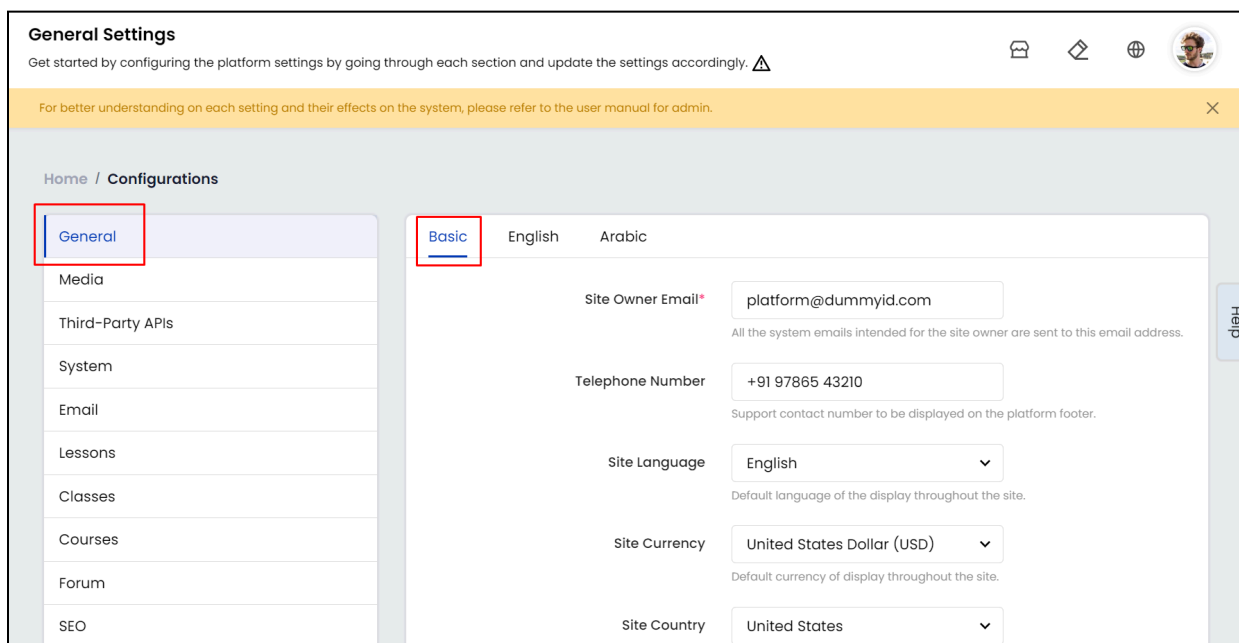 General Settings
Get started by configuring the platform settings by going through each section and update the settings accordingly.
For better understanding on each setting and their effects on the system, please refer to the user manual for admin.
Home / Configurations
General
Media
Third-Party APIs
System
Email
Lessons
Classes
Courses
Forum
SEO
Basic English Arabic
Site Owner Email* platform@dummyid.com
All the system emails intended for the site owner are sent to this email address.
Telephone Number +91 97865 43210
Support contact number to be displayed on the platform footer.
Site Language English
Default language of the display throughout the site.
Site Currency United States Dollar (USD)
Default currency of display throughout the site.
Site Country United States
Help